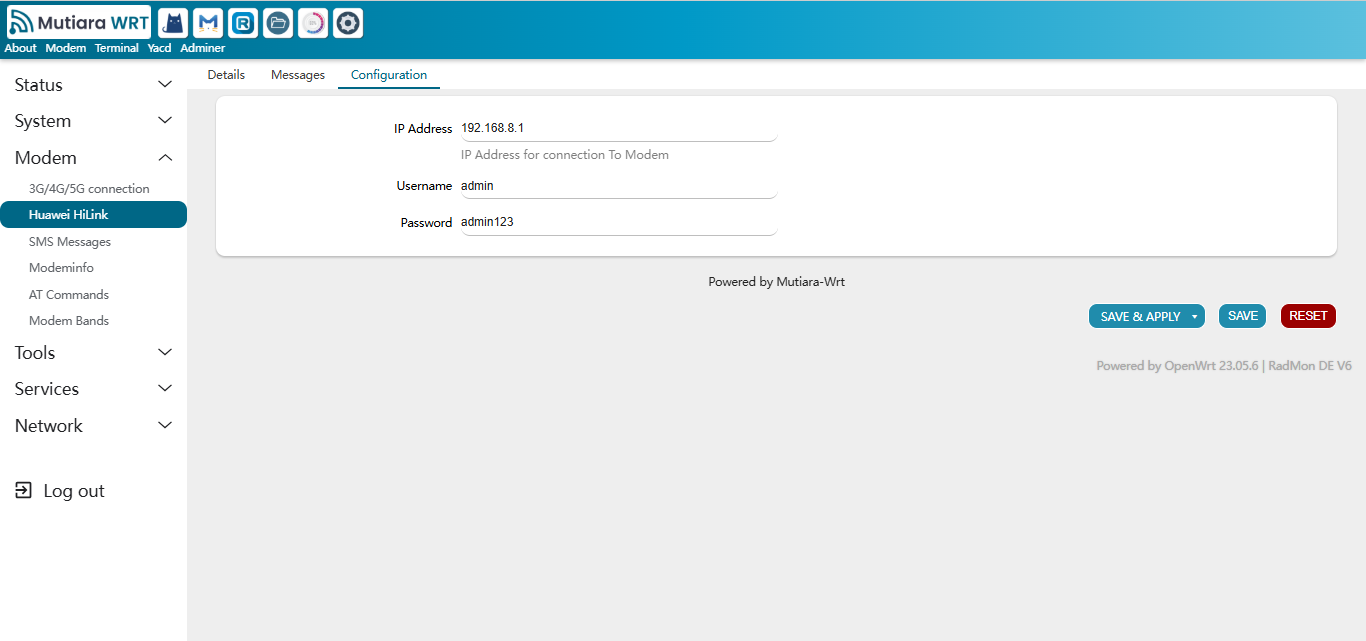 Mutiara WRT
About Modem Terminal Yacd Adminer
Status
System
Modem
3G/4G/5G connection
Huawei HiLink
SMS Messages
Modeminfo
AT Commands
Modem Bands
Tools
Services
Network
Log out
Details Messages Configuration
IP Address 192.168.8.1
IP Address for connection To Modem
Username admin
Password admin123
Powered by Mutiara-Wrt
SAVE & APPLY SAVE RESET
Powered by OpenWrt 23.05.6 | RadMon DE V6